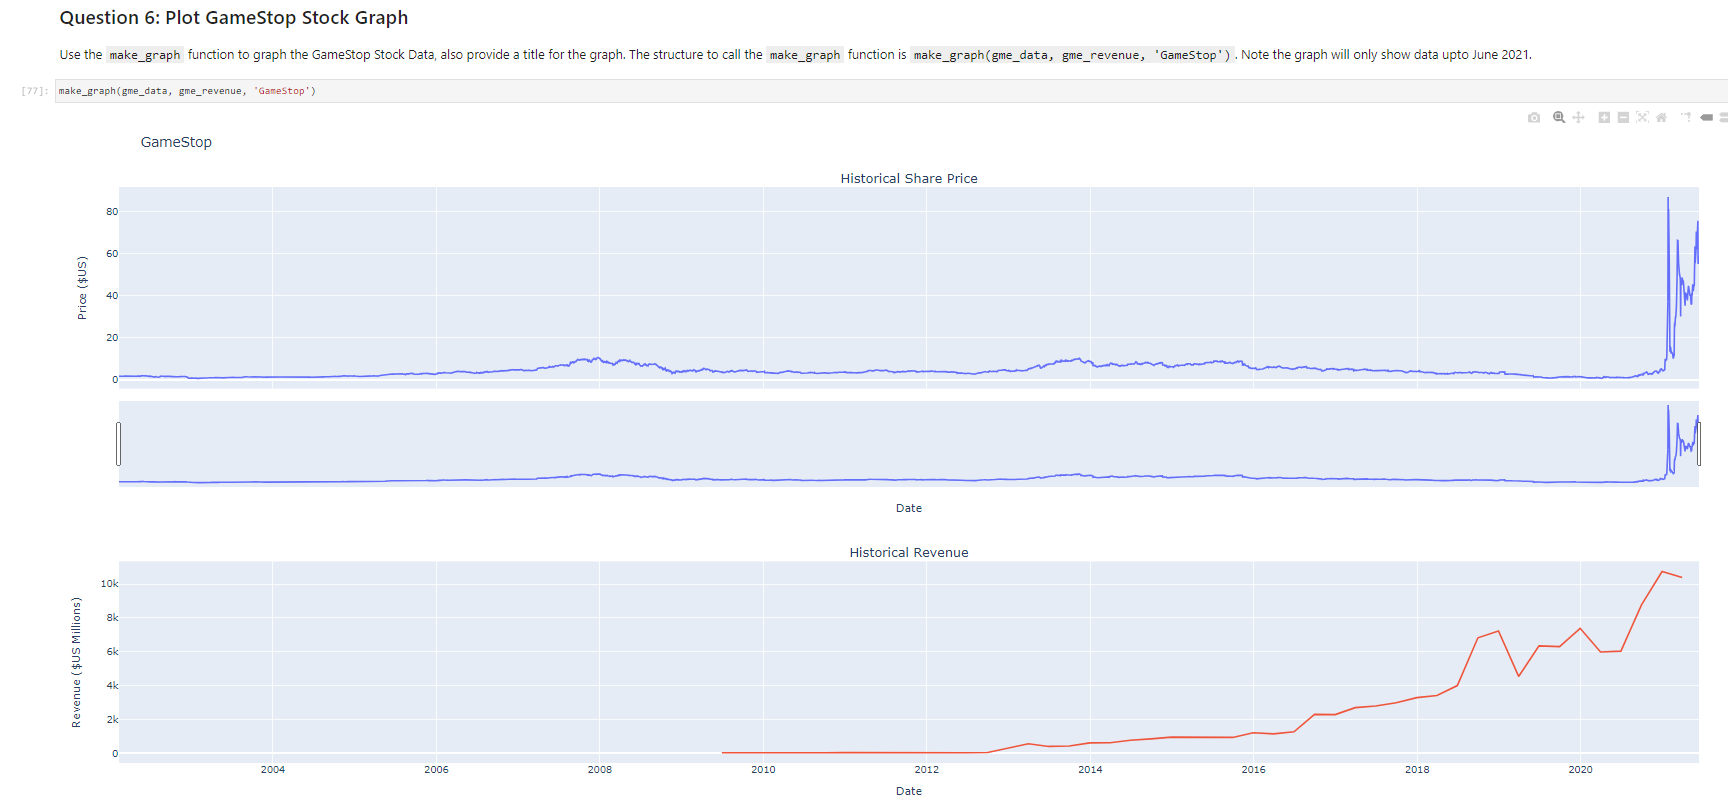 Question 6: Plot GameStop Stock Graph
Use the make_graph function to graph the GameStop Stock Data, also provide a title for the graph. The structure to call the make_graph function is make_graph(gme_data, gme_revenue, 'GameStop'). Note the graph will only show data upto June 2021.
[77]: make_graph(gme_data, gme_revenue, 'GameStop')
GameStop
Historical Share Price
Price ($US)
80
60
40
20
0
Date
Historical Revenue
Revenue ($US Millions)
10k
8k
6k
4k
2k
0
2004 2006 2008 2010 2012 2014 2016 2018 2020
Date